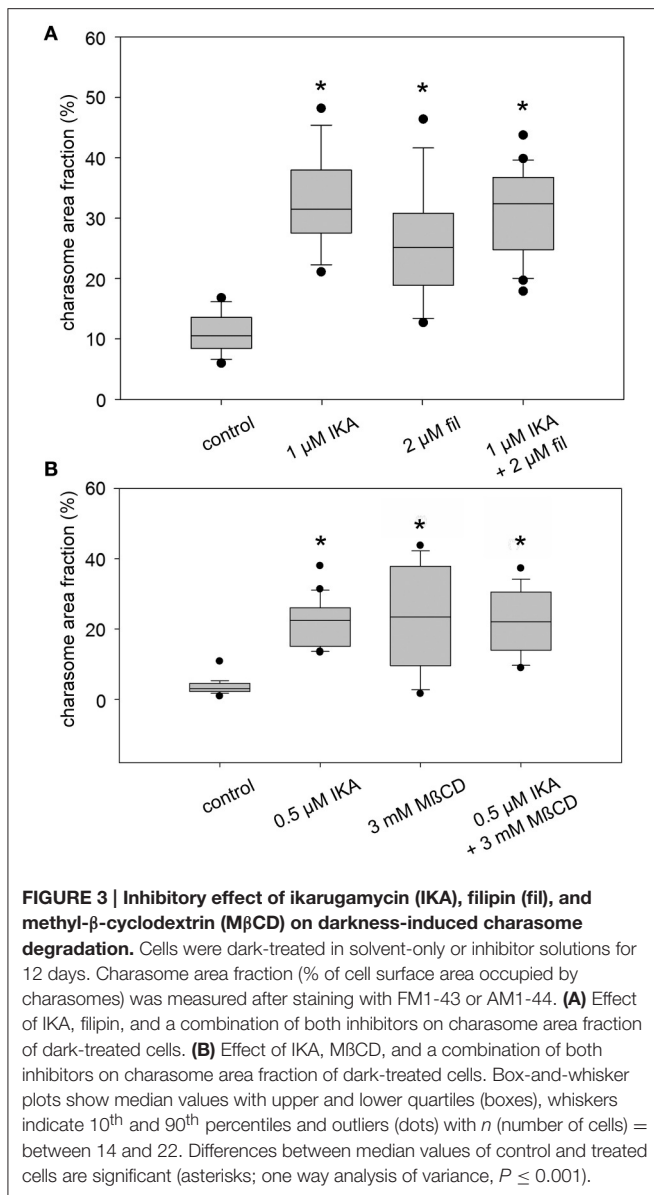 A
60
50
40
30
20
10
0
charasome area fraction (%)
*
*
*
control
1 µM IKA
2 µM fil
1 µM IKA
+ 2 µM fil
B
60
40
20
0
charasome area fraction (%)
*
*
*
control
0.5 µM IKA
3 mM MßCD
0.5 µM IKA
+ 3 mM MßCD
FIGURE 3 | Inhibitory effect of ikarugamycin (IKA), filipin (fil), and
methyl-β-cyclodextrin (MβCD) on darkness-induced charasome
degradation. Cells were dark-treated in solvent-only or inhibitor solutions for
12 days. Charasome area fraction (% of cell surface area occupied by
charasomes) was measured after staining with FM1-43 or AM1-44. (A) Effect
of IKA, filipin, and a combination of both inhibitors on charasome area fraction
of dark-treated cells. (B) Effect of IKA, MβCD, and a combination of both
inhibitors on charasome area fraction of dark-treated cells. Box-and-whisker
plots show median values with upper and lower quartiles (boxes), whiskers
indicate 10th and 90th percentiles and outliers (dots) with n (number of cells) =
between 14 and 22. Differences between median values of control and treated
cells are significant (asterisks; one way analysis of variance, P ≤ 0.001).